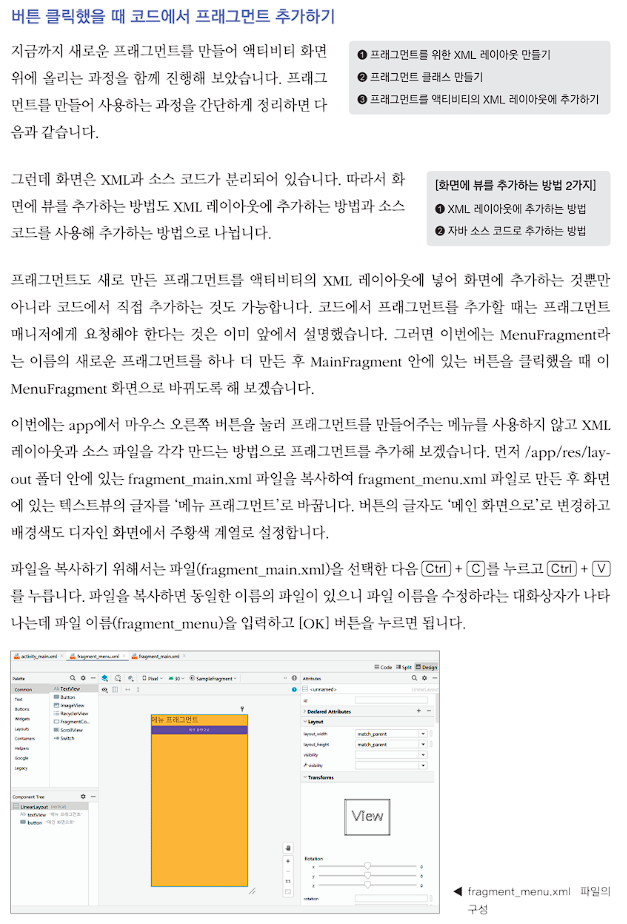 버튼 클릭했을 때 코드에서 프래그먼트 추가하기
지금까지 새로운 프래그먼트를 만들어 액티비티 화면
위에 올리는 과정을 함께 진행해 보았습니다. 프래그
먼트를 만들어 사용하는 과정을 간단하게 정리하면 다
음과 같습니다.
❶ 프래그먼트를 위한 XML 레이아웃 만들기
❷ 프래그먼트 클래스 만들기
❸ 프래그먼트를 액티비티의 XML 레이아웃에 추가하기
그런데 화면은 XML과 소스 코드가 분리되어 있습니다. 따라서 화
면에 뷰를 추가하는 방법도 XML 레이아웃에 추가하는 방법과 소스
코드를 사용해 추가하는 방법으로 나뉩니다.
[화면에 뷰를 추가하는 방법 2가지]
❶ XML 레이아웃에 추가하는 방법
❷ 자바 소스 코드로 추가하는 방법
프래그먼트도 새로 만든 프래그먼트를 액티비티의 XML 레이아웃에 넣어 화면에 추가하는 것뿐만
아니라 코드에서 직접 추가하는 것도 가능합니다. 코드에서 프래그먼트를 추가할 때는 프래그먼트
매니저에게 요청해야 한다는 것은 이미 앞에서 설명했습니다. 그러면 이번에는 MenuFragment라
는 이름의 새로운 프래그먼트를 하나 더 만든 후 MainFragment 안에 있는 버튼을 클릭했을 때 이
MenuFragment 화면으로 바뀌도록 해 보겠습니다.
이번에는 app에서 마우스 오른쪽 버튼을 눌러 프래그먼트를 만들어주는 메뉴를 사용하지 않고 XML
레이아웃과 소스 파일을 각각 만드는 방법으로 프래그먼트를 추가해 보겠습니다. 먼저 /app/res/lay-
out 폴더 안에 있는 fragment_main.xml 파일을 복사하여 fragment_menu.xml 파일로 만든 후 화면
에 있는 텍스트뷰의 글자를 ‘메뉴 프래그먼트’로 바꿉니다. 버튼의 글자도 ‘메인 화면으로’로 변경하고
배경색도 디자인 화면에서 주황색 계열로 설정합니다.
파일을 복사하기 위해서는 파일(fragment_main.xml)을 선택한 다음 Ctrl + C 를 누르고 Ctrl + V
를 누릅니다. 파일을 복사하면 동일한 이름의 파일이 있으니 파일 이름을 수정하라는 대화상자가 나타
나는데 파일 이름(fragment_menu)을 입력하고 [OK] 버튼을 누르면 됩니다.
activity_main.xml fragment_menu.xml fragment_main.xml
Code Split Design
Palette
Pixel 30 SampleFragment
Attributes
Common
Text
Buttons
Widgets
Layouts
Containers
Helpers
Google
Legacy
Ab TextView
Button
ImageView
RecyclerView
FragmentCo...
ScrollView
Switch
메뉴 프래그먼트
메인 화면으로
Component Tree
LinearLayout (vertical)
Ab textView "메뉴 프래그먼트"
button "메인 화면으로"
<unnamed> LinearLayout
id
Declared Attributes
Layout
layout_width match_parent
layout_height match_parent
visibility
visibility
Transforms
View
Rotation
x 0
y 0
z 0
rotation
◀ fragment_menu.xml 파일의
구성